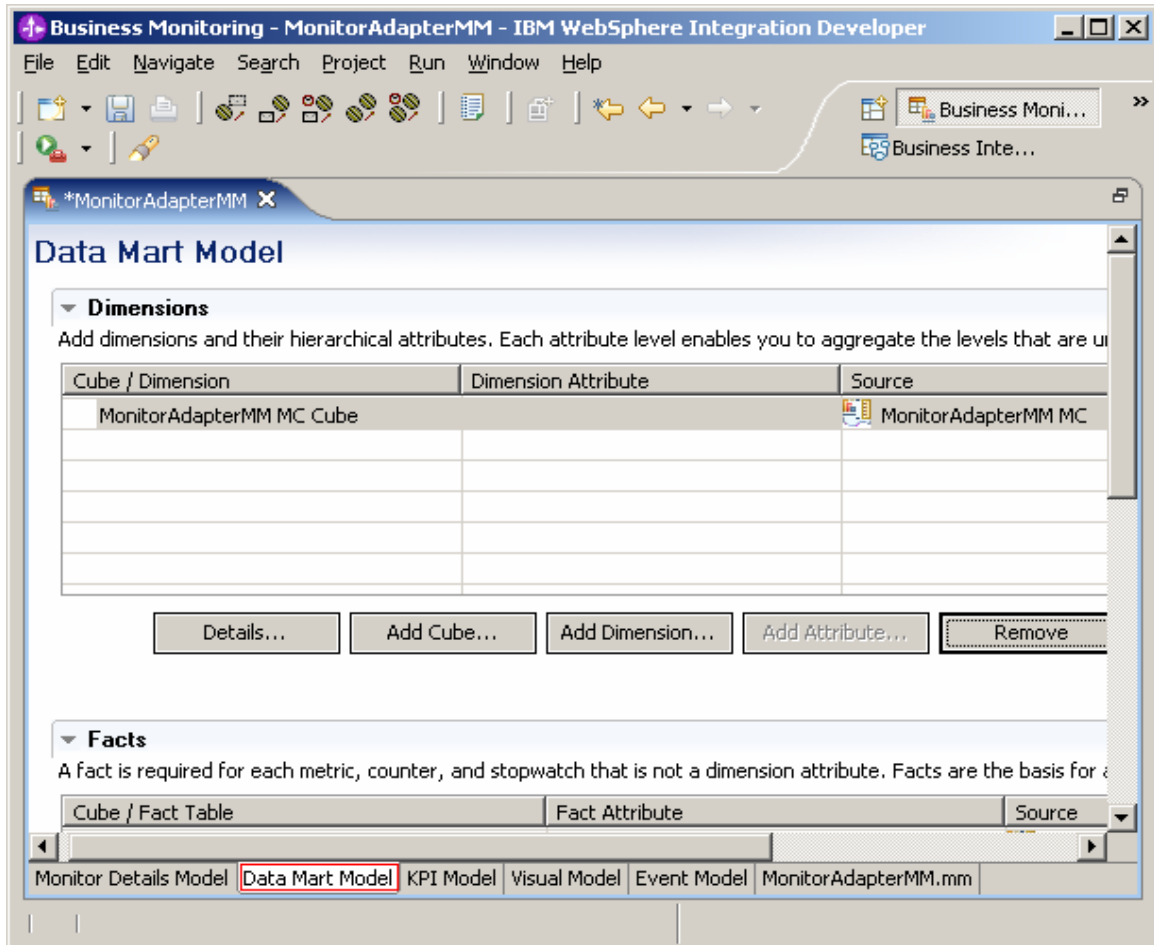 Business Monitoring - MonitorAdapterMM - IBM WebSphere Integration Developer
File Edit Navigate Search Project Run Window Help
Business Moni... »
Business Inte...
*MonitorAdapterMM
Data Mart Model
Dimensions
Add dimensions and their hierarchical attributes. Each attribute level enables you to aggregate the levels that are
Cube / Dimension Dimension Attribute Source
MonitorAdapterMM MC Cube MonitorAdapterMM MC
Details... Add Cube... Add Dimension... Add Attribute... Remove
Facts
A fact is required for each metric, counter, and stopwatch that is not a dimension attribute. Facts are the basis for
Cube / Fact Table Fact Attribute Source
Monitor Details Model Data Mart Model KPI Model Visual Model Event Model MonitorAdapterMM.mm